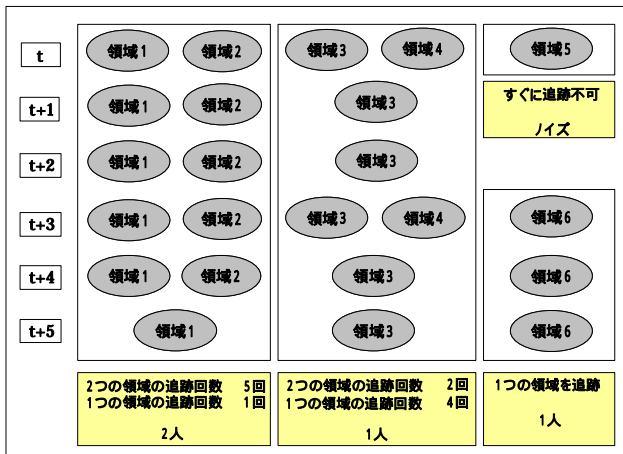 t
領域1
領域2
領域3
領域4
領域5
t+1
領域1
領域2
領域3
すぐに追跡不可
ノイズ
t+2
領域1
領域2
領域3
t+3
領域1
領域2
領域3
領域4
領域6
t+4
領域1
領域2
領域3
領域6
t+5
領域1
領域3
領域6
2つの領域の追跡回数 5回
1つの領域の追跡回数 1回
2人
2つの領域の追跡回数 2回
1つの領域の追跡回数 4回
1人
1つの領域を追跡
1人